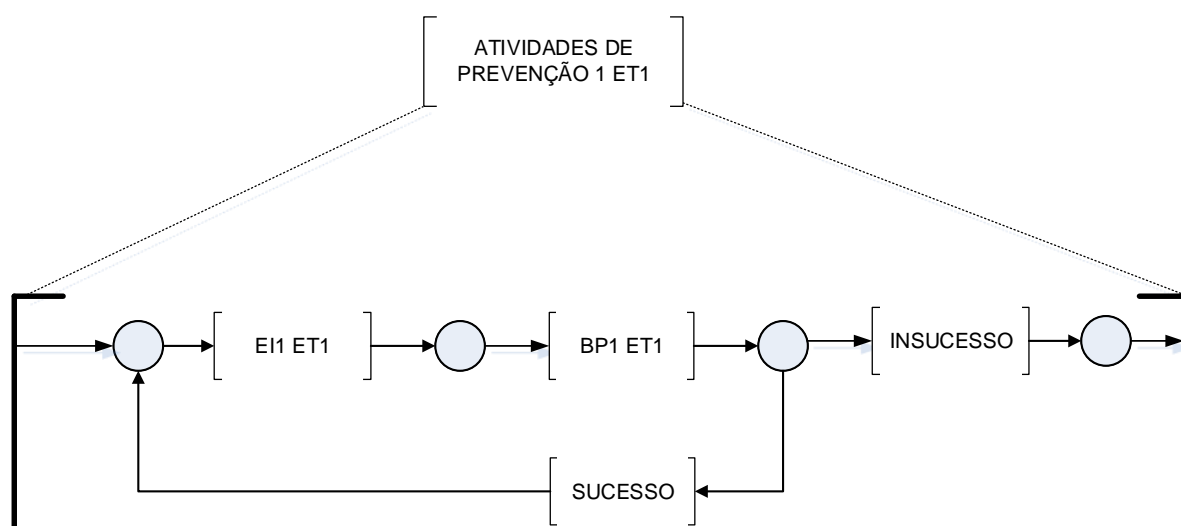 ATIVIDADES DE
PREVENÇÃO 1 ET1
EI1 ET1
BP1 ET1
INSUCESSO
SUCESSO